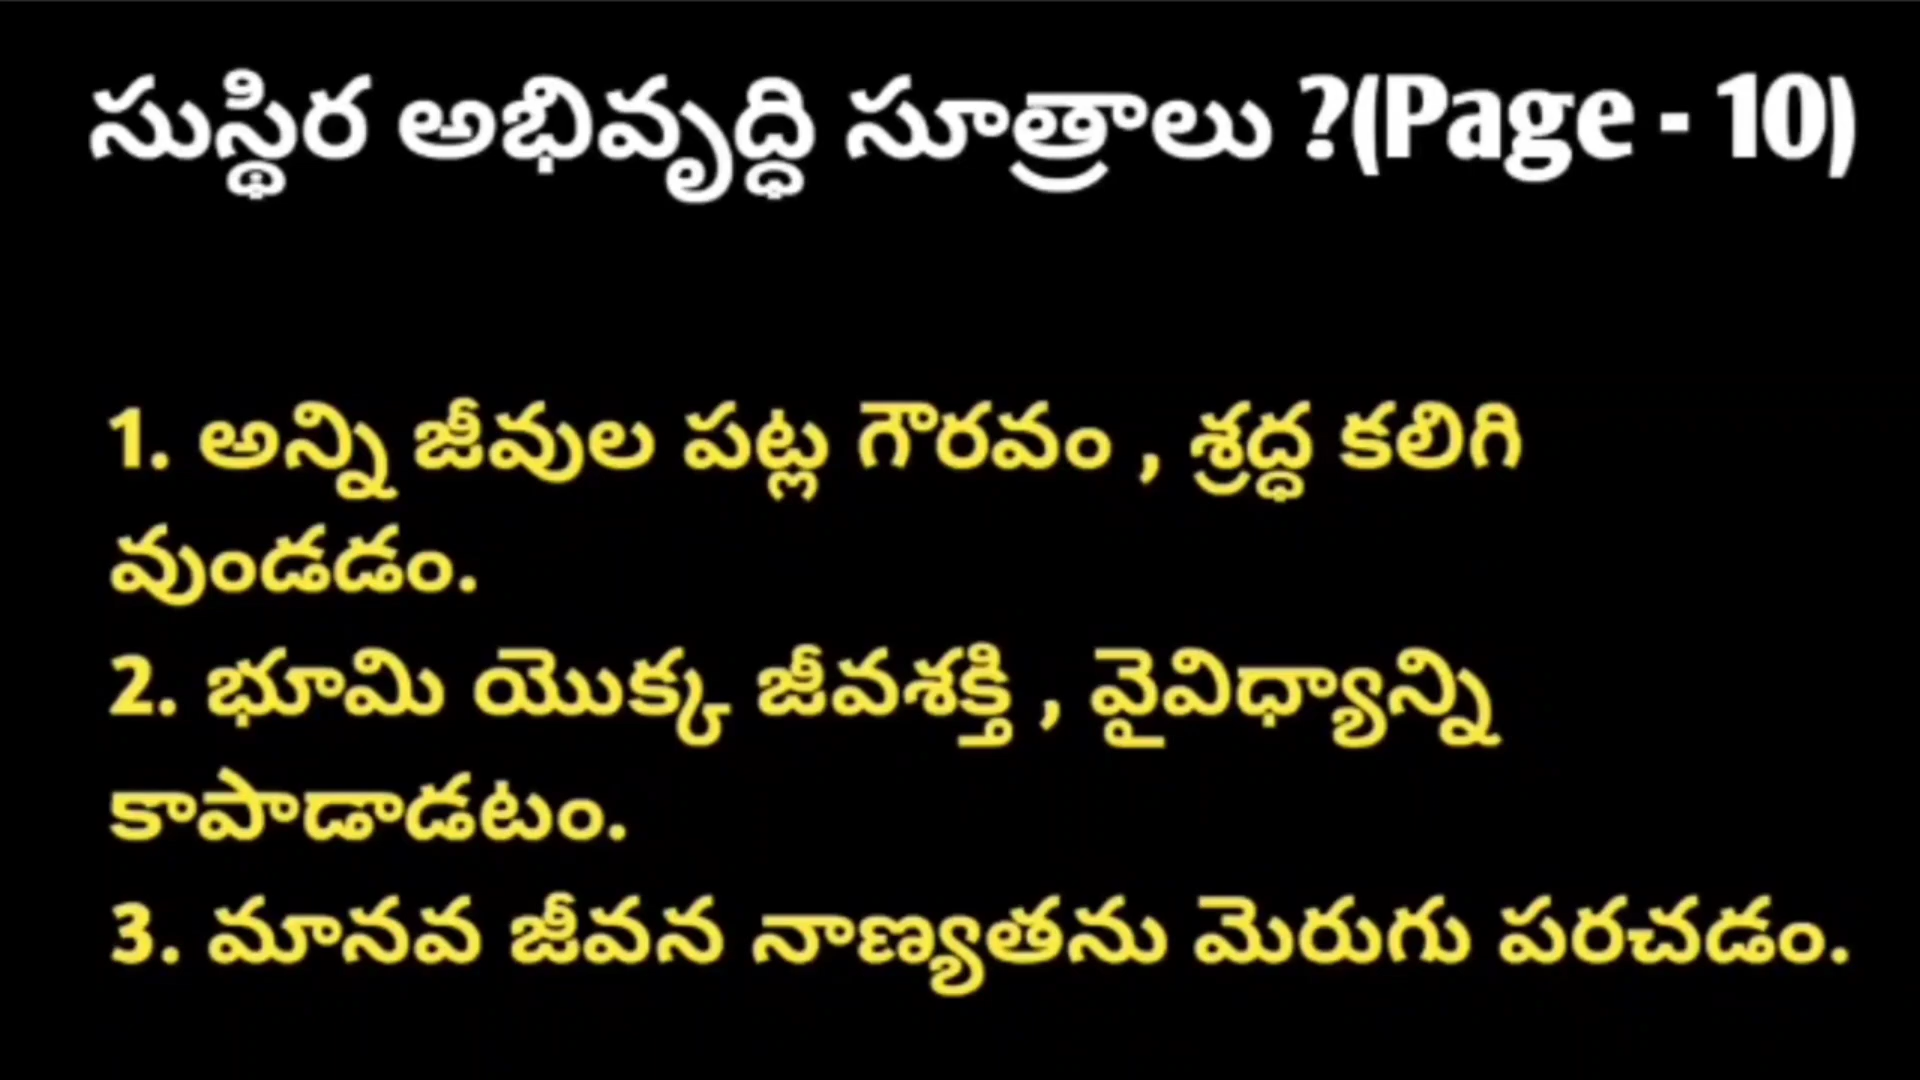 సుస్థిర అభివృద్ధి సూత్రాలు ?(Page - 10)
1. అన్ని జీవుల పట్ల గౌరవం , శ్రద్ధ కలిగి
వుండడం.
2. భూమి యొక్క జీవశక్తి , వైవిధ్యాన్ని
కాపాడాడటం.
3. మానవ జీవన నాణ్యతను మెరుగు పరచడం.